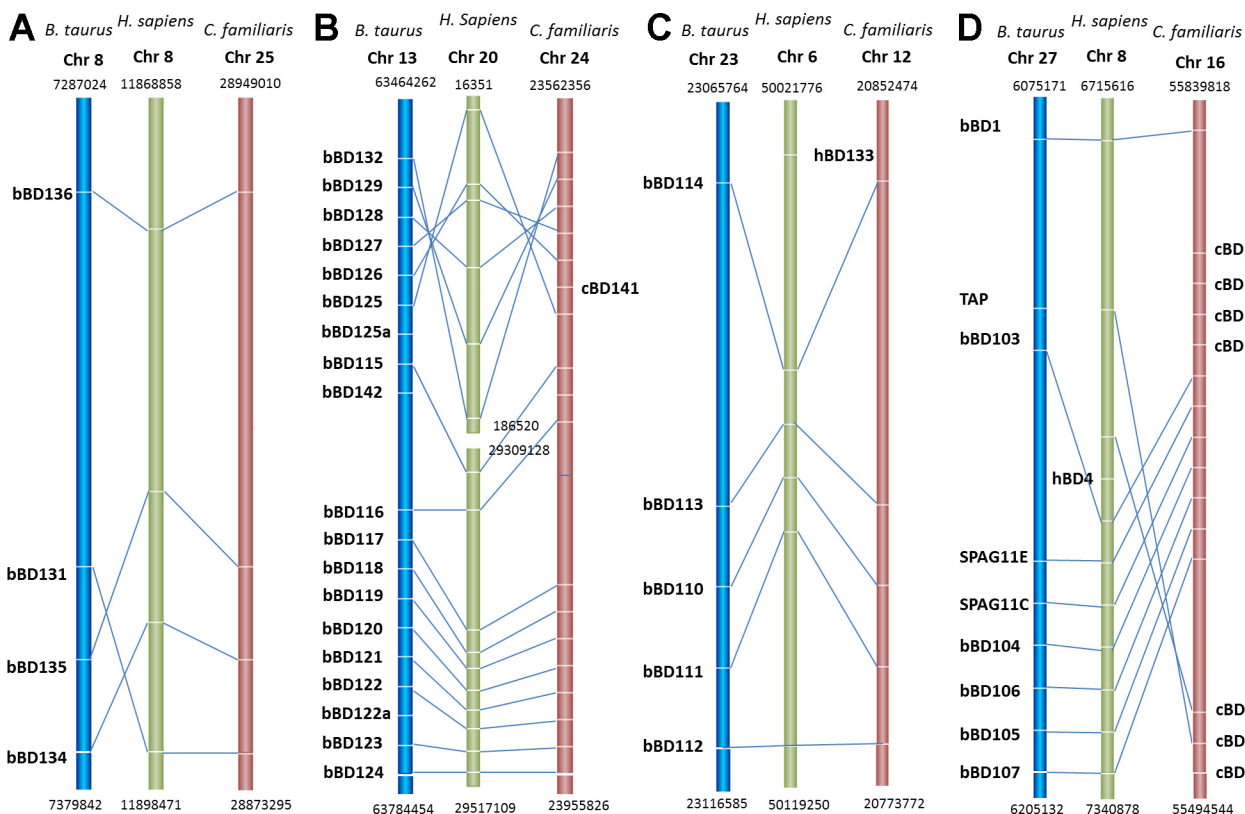 A
B. taurus
H. sapiens
C. familiaris
Chr 8
Chr 8
Chr 25
7287024
11868858
28949010
bBD136
bBD131
bBD135
bBD134
7379842
11898471
28873295
B
B. taurus
H. Sapiens
C. familiaris
Chr 13
Chr 20
Chr 24
63464262
16351
23562356
bBD132
bBD129
bBD128
bBD127
bBD126
bBD125
cBD141
bBD125a
bBD115
bBD142
186520
29309128
bBD116
bBD117
bBD118
bBD119
bBD120
bBD121
bBD122
bBD122a
bBD123
bBD124
63784454
29517109
23955826
C
B. taurus
H. sapiens
C. familiaris
Chr 23
Chr 6
Chr 12
23065764
50021776
20852474
hBD133
bBD114
bBD113
bBD110
bBD111
bBD112
23116585
50119250
20773772
D
B. taurus
H. sapiens
C. familiaris
Chr 27
Chr 8
Chr 16
6075171
6715616
55839818
bBD1
cBD
cBD
TAP
cBD
bBD103
cBD
hBD4
SPAG11E
SPAG11C
bBD104
bBD106
cBD
bBD105
cBD
bBD107
cBD
6205132
7340878
55494544